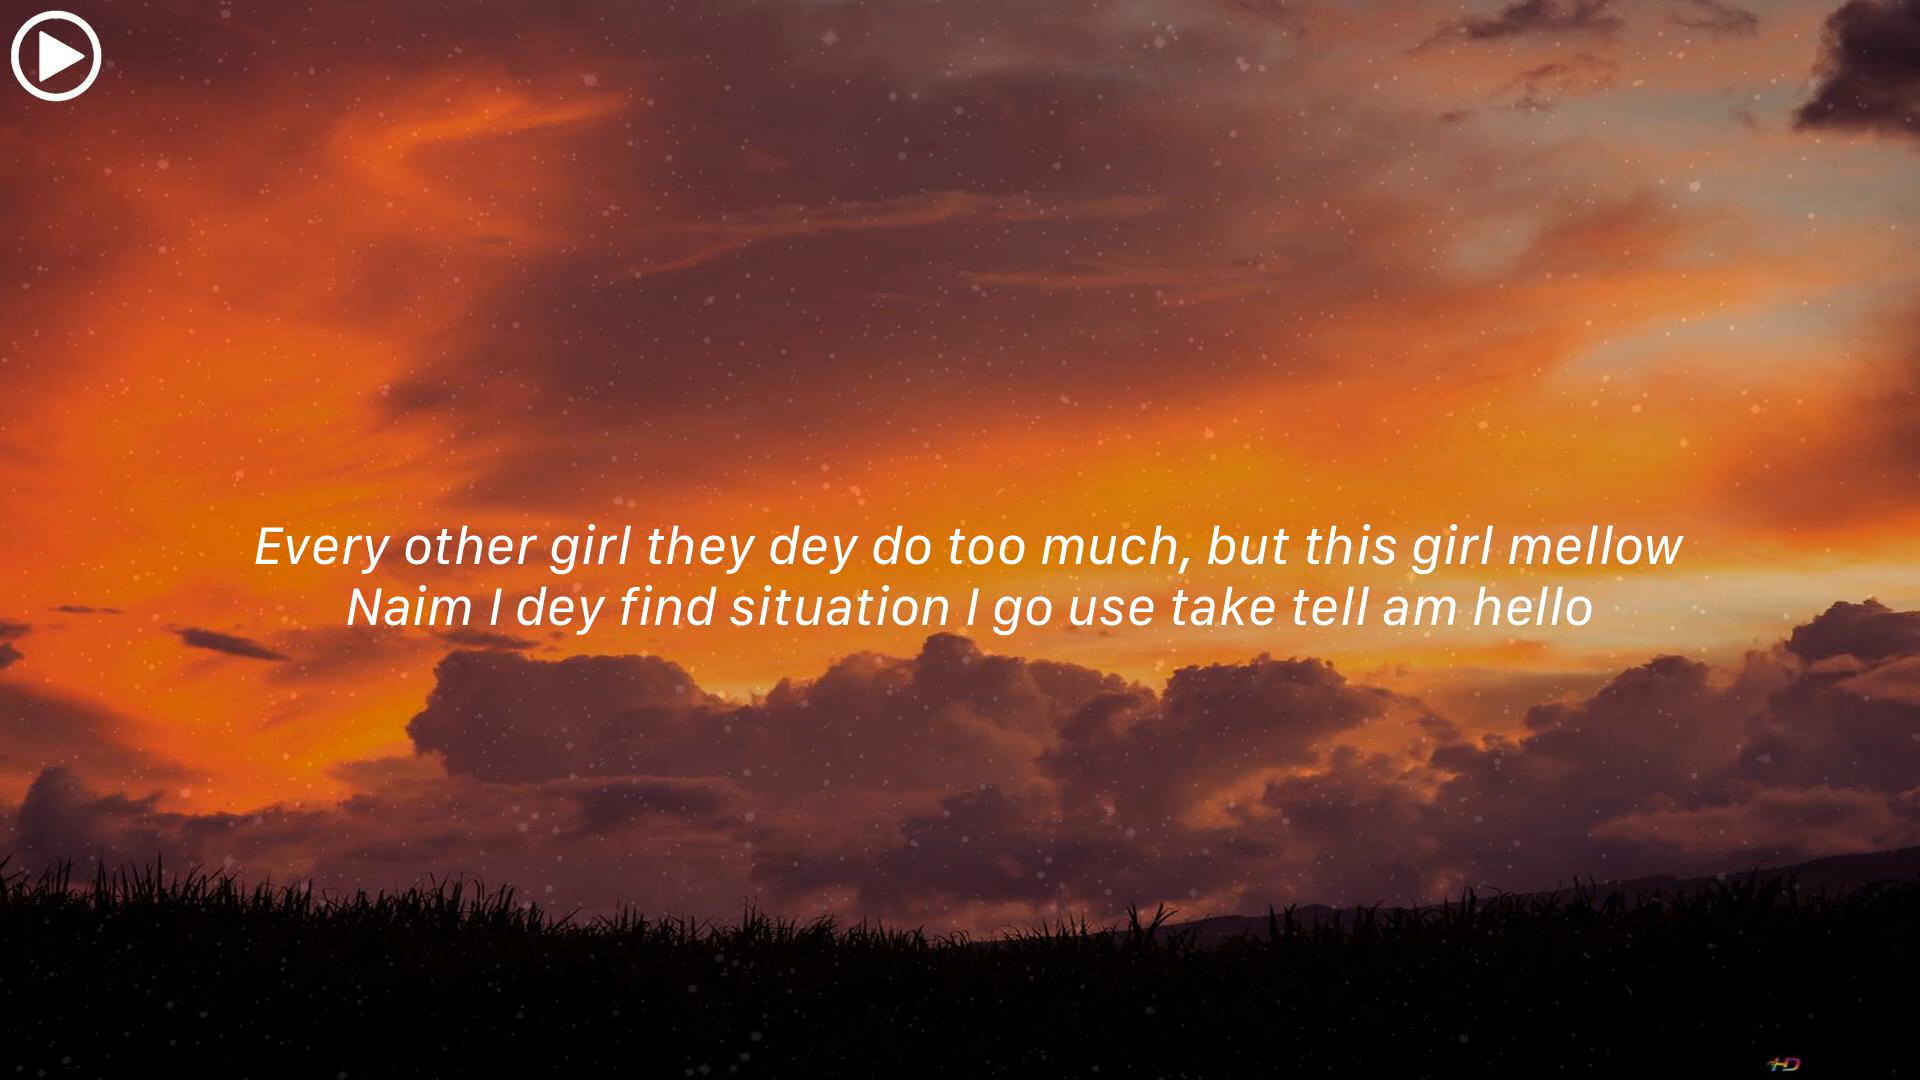 Every other girl they dey do too much, but this girl mellow
Naim I dey find situation I go use take tell am hello
HD